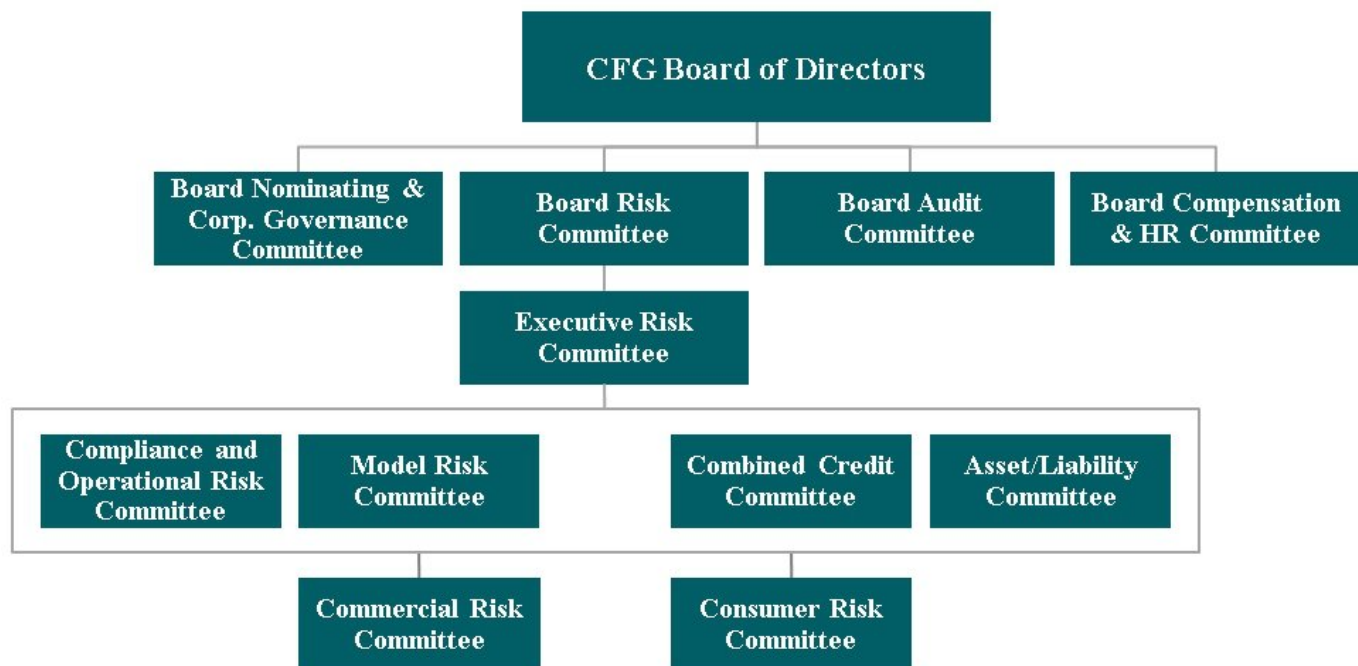 CFG Board of Directors
Board Nominating &
Corp. Governance
Committee
Board Risk
Committee
Board Audit
Committee
Board Compensation
& HR Committee
Executive Risk
Committee
Compliance and
Operational Risk
Committee
Model Risk
Committee
Combined Credit
Committee
Asset/Liability
Committee
Commercial Risk
Committee
Consumer Risk
Committee